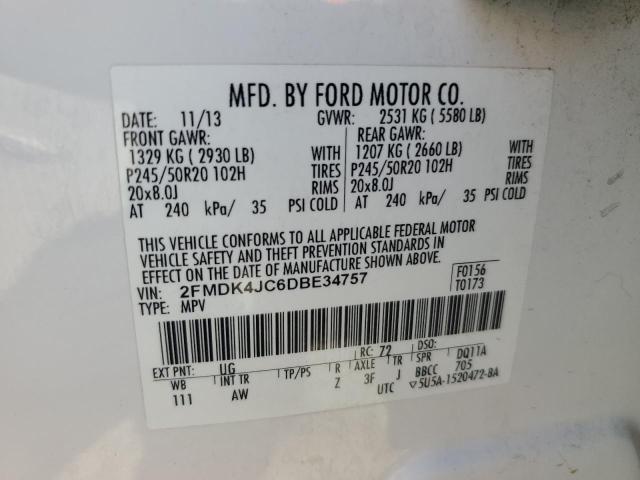 MFD. BY FORD MOTOR CO.
DATE: 11/13 GVWR: 2531 KG ( 5580 LB)
FRONT GAWR: REAR GAWR:
1329 KG ( 2930 LB) WITH 1207 KG ( 2660 LB) WITH
P245/50R20 102H TIRES P245/50R20 102H TIRES
20x8.0J RIMS 20x8.0J RIMS
AT 240 kPa/ 35 PSI COLD AT 240 kPa/ 35 PSI COLD
THIS VEHICLE CONFORMS TO ALL APPLICABLE FEDERAL MOTOR
VEHICLE SAFETY AND THEFT PREVENTION STANDARDS IN
EFFECT ON THE DATE OF MANUFACTURE SHOWN ABOVE.
VIN: 2FMDK4JC6DBE34757 F0156
TYPE: MPV T0173
EXT PNT: UG RC: 72 DSO:
WB INT TR TP/PS R AXLE TR SPR DQ11A
111 AW Z 3F J BBCC 705
UTC ▽5U5A-1520472-BA